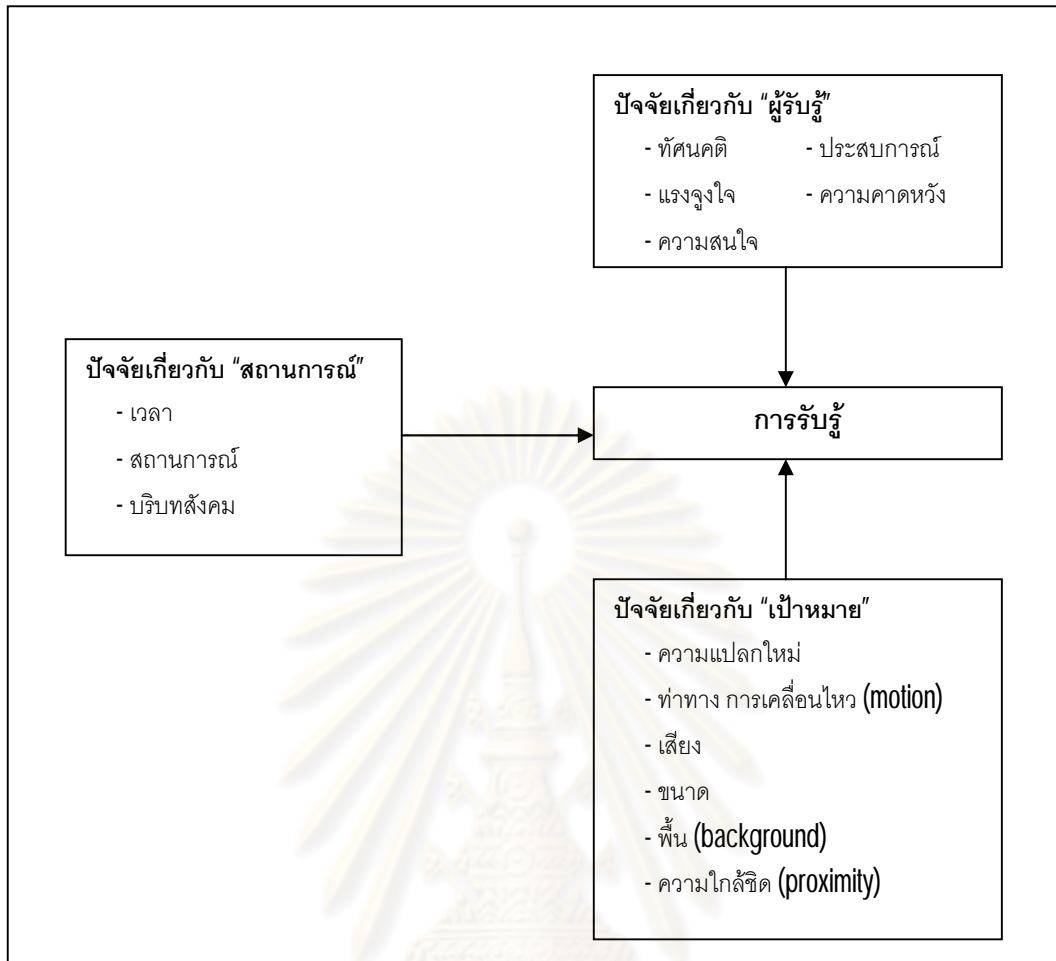 ปัจจัยเกี่ยวกับ "ผู้รับรู้"
- ทัศนคติ - ประสบการณ์
- แรงจูงใจ - ความคาดหวัง
- ความสนใจ
ปัจจัยเกี่ยวกับ "สถานการณ์"
- เวลา
- สถานการณ์
- บริบทสังคม
การรับรู้
ปัจจัยเกี่ยวกับ "เป้าหมาย"
- ความแปลกใหม่
- ท่าทาง การเคลื่อนไหว (motion)
- เสียง
- ขนาด
- พื้น (background)
- ความใกล้ชิด (proximity)